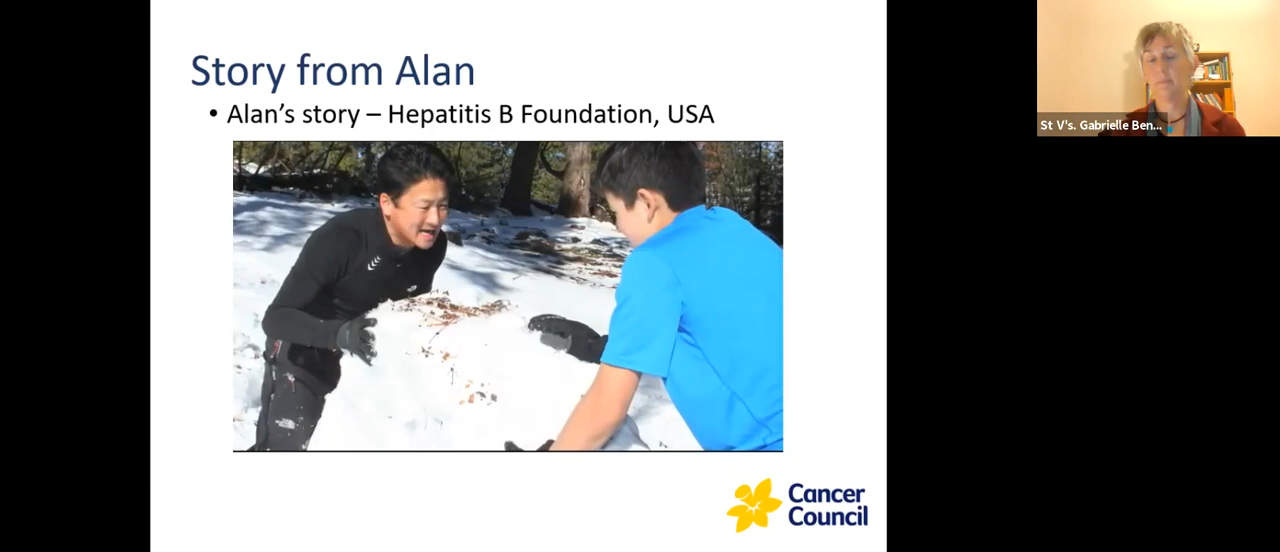 Story from Alan
• Alan’s story – Hepatitis B Foundation, USA
St V's. Gabrielle Ben...
Cancer
Council